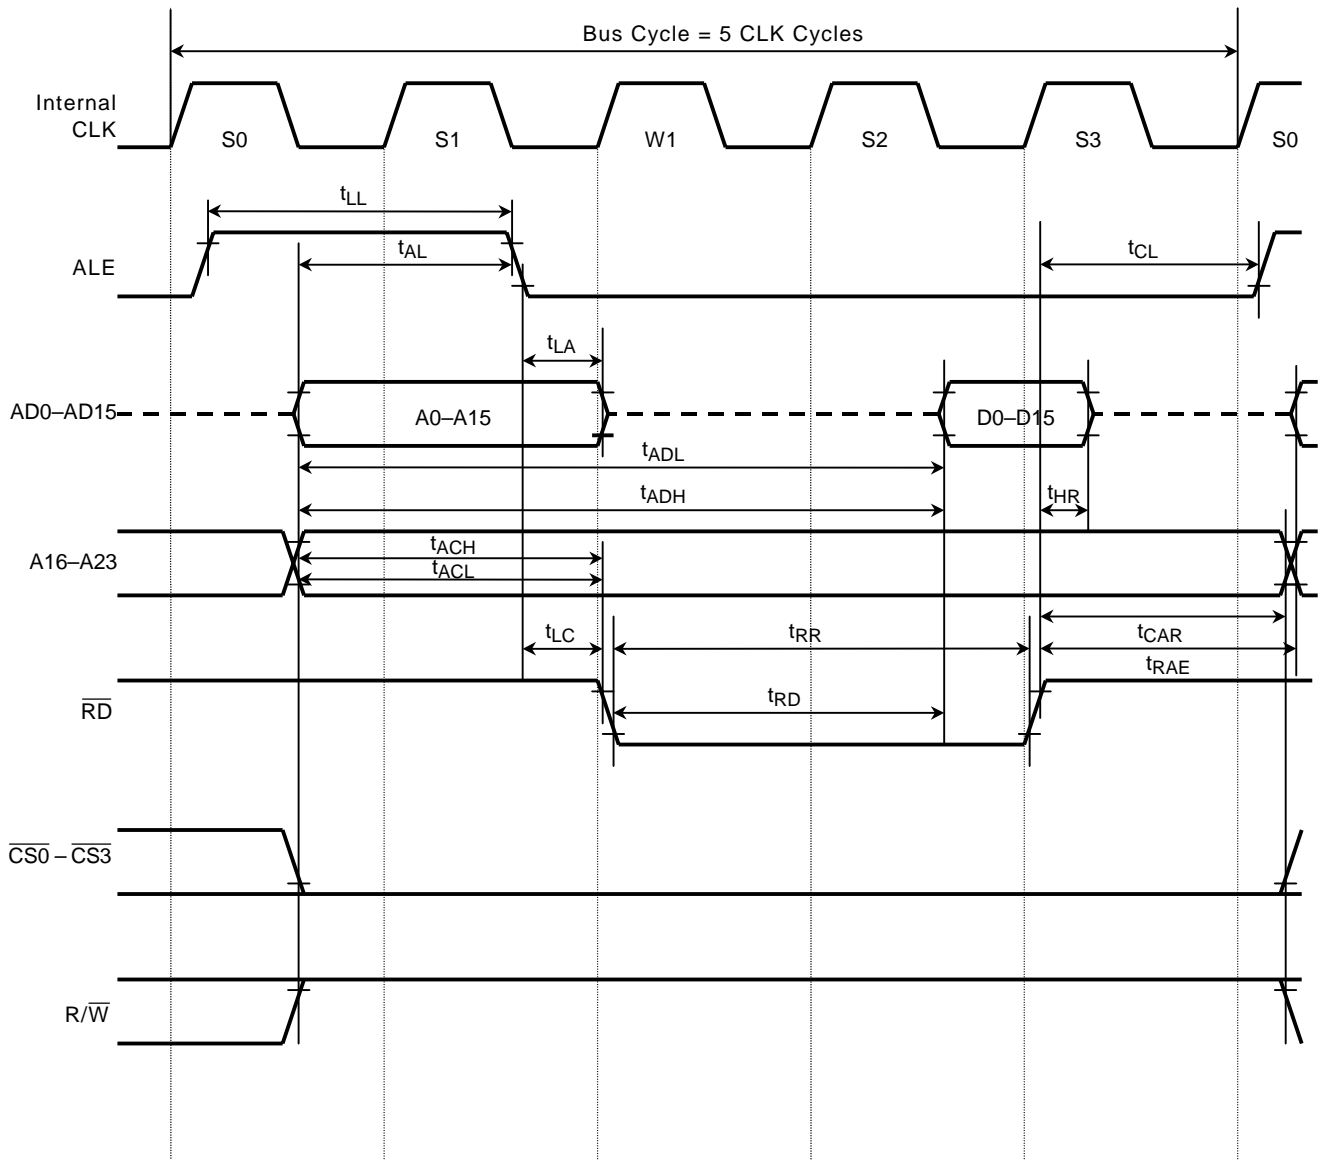 Bus Cycle = 5 CLK Cycles
Internal
CLK
S0
S1
W1
S2
S3
S0
tLL
ALE
tAL
tCL
tLA
AD0–AD15
A0–A15
D0–D15
tADL
tADH
tHR
A16–A23
tACH
tACL
tLC
tRR
tCAR
tRAE
RD
tRD
CS0 – CS3
R/W